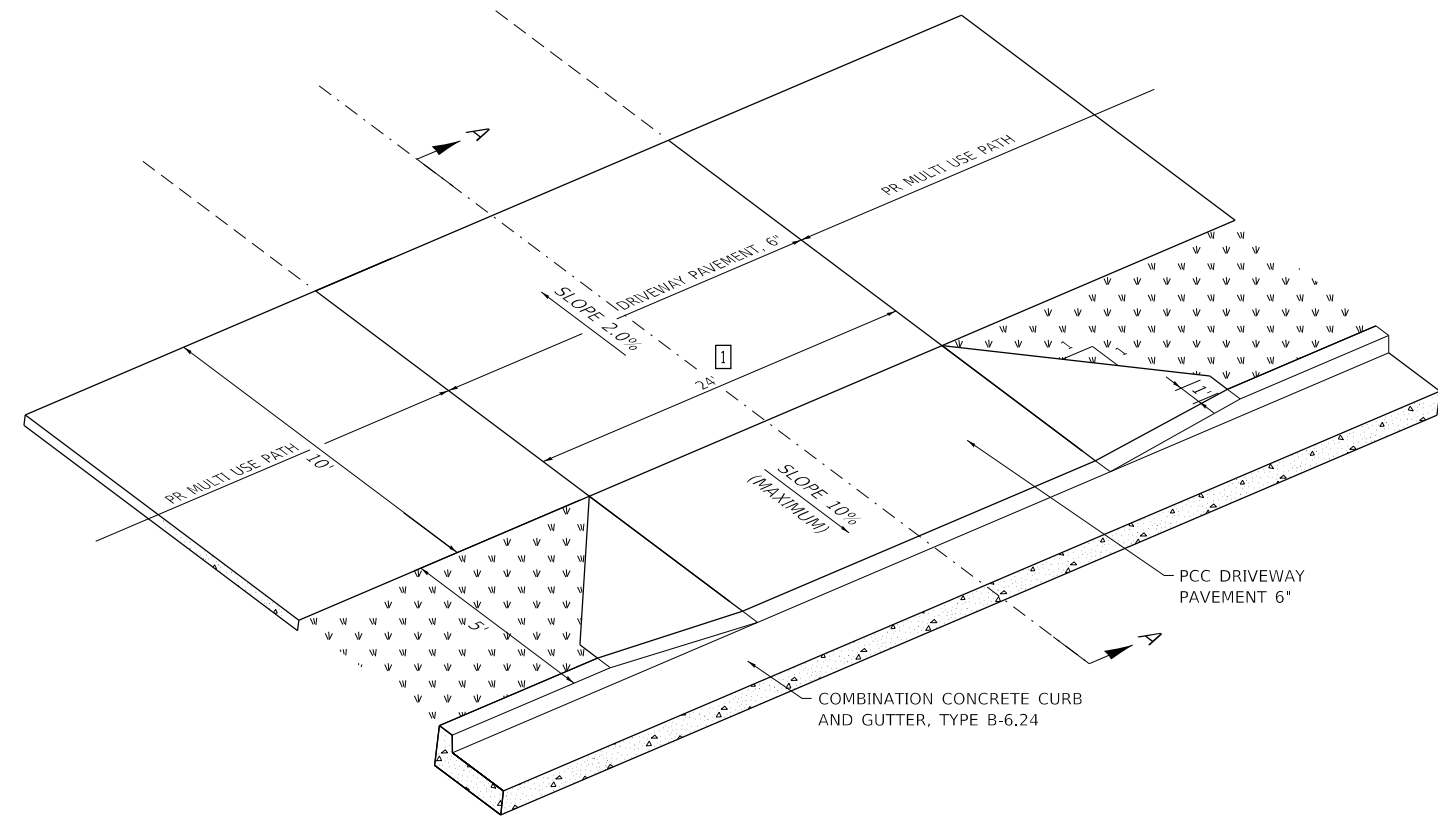 A
PR MULTI USE PATH
DRIVEWAY PAVEMENT, 6"
SLOPE 2.0%
1
24'
1
1
1'
PR MULTI USE PATH
10'
SLOPE 10%
(MAXIMUM)
5'
PCC DRIVEWAY
PAVEMENT 6"
A
COMBINATION CONCRETE CURB
AND GUTTER, TYPE B-6.24